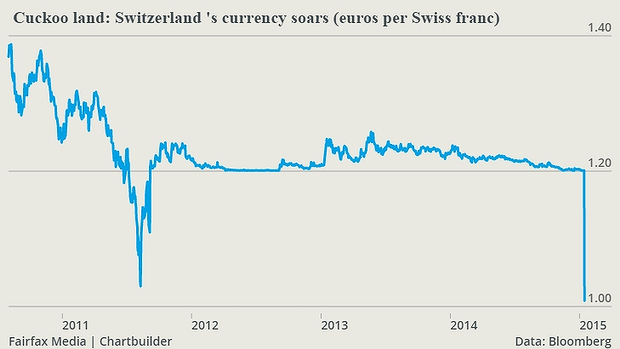 Cuckoo land: Switzerland 's currency soars (euros per Swiss franc)
1.40
1.20
1.00
2011 2012 2013 2014 2015
Fairfax Media | Chartbuilder Data: Bloomberg